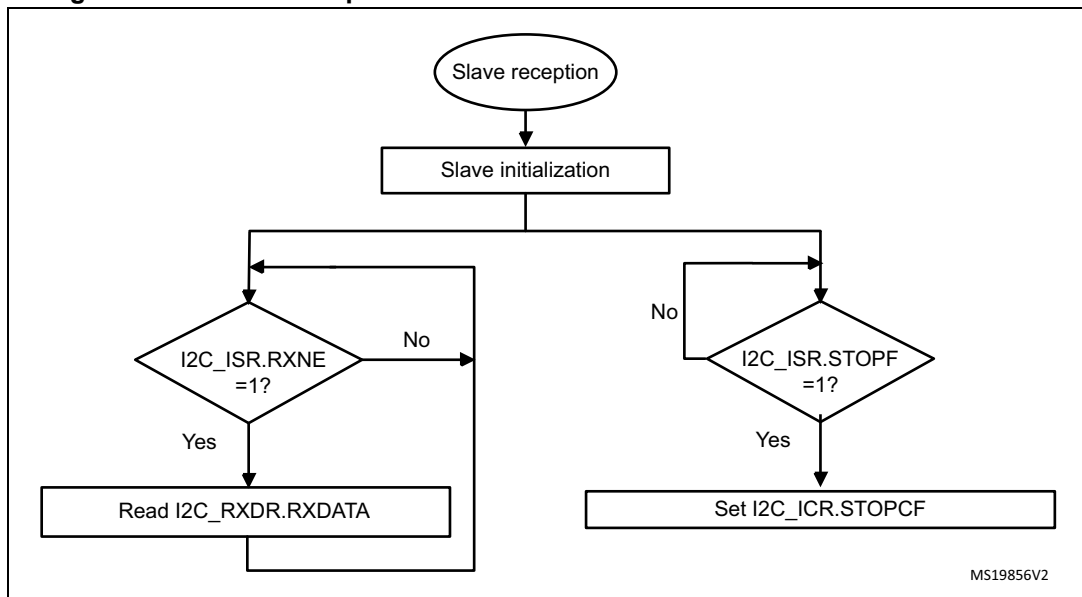 Slave reception
Slave initialization
No
No
I2C_ISR.RXNE
=1?
I2C_ISR.STOPF
=1?
Yes
Yes
Read I2C_RXDR.RXDATA
Set I2C_ICR.STOPCF
MS19856V2